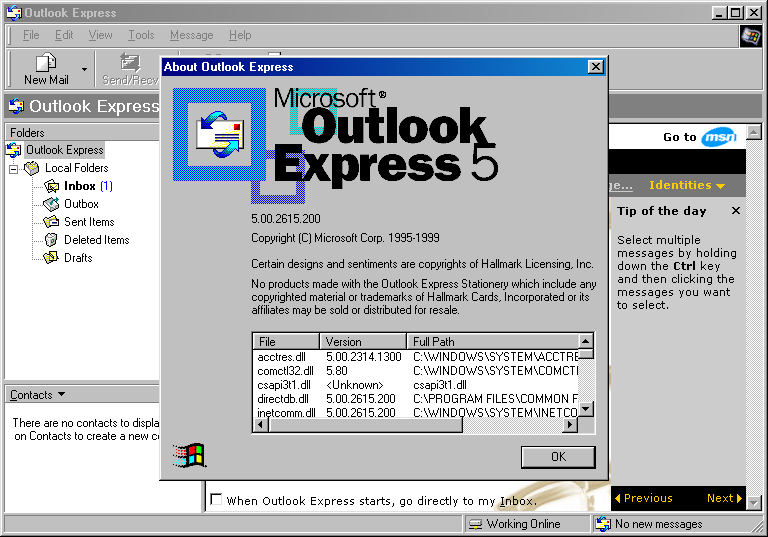 Outlook Express
File Edit View Tools Message Help
New Mail Send/Recv
Outlook Express
Folders
Outlook Express
Local Folders
Inbox (1)
Outbox
Sent Items
Deleted Items
Drafts
Contacts
There are no contacts to displa
on Contacts to create a new co
About Outlook Express
Microsoft®
Outlook
Express 5
5.00.2615.200
Copyright (C) Microsoft Corp. 1995-1999
Certain designs and sentiments are copyrights of Hallmark Licensing, Inc.
No products made with the Outlook Express Stationery which include any
copyrighted material or trademarks of Hallmark Cards, Incorporated or its
affiliates may be sold or distributed for resale.
File Version Full Path
acctres.dll 5.00.2314.1300 C:\WINDOWS\SYSTEM\ACCTRE
comctl32.dll 5.80 C:\WINDOWS\SYSTEM\COMCTL
csapi3t1.dll <Unknown> csapi3t1.dll
directdb.dll 5.00.2615.200 C:\PROGRAM FILES\COMMON F
inetcomm.dll 5.00.2615.200 C:\WINDOWS\SYSTEM\INETCO
OK
Go to msn
ge... Identities
Tip of the day
Select multiple
messages by holding
down the Ctrl key
and then clicking the
messages you want
to select.
Previous Next
When Outlook Express starts, go directly to my Inbox.
Working Online No new messages